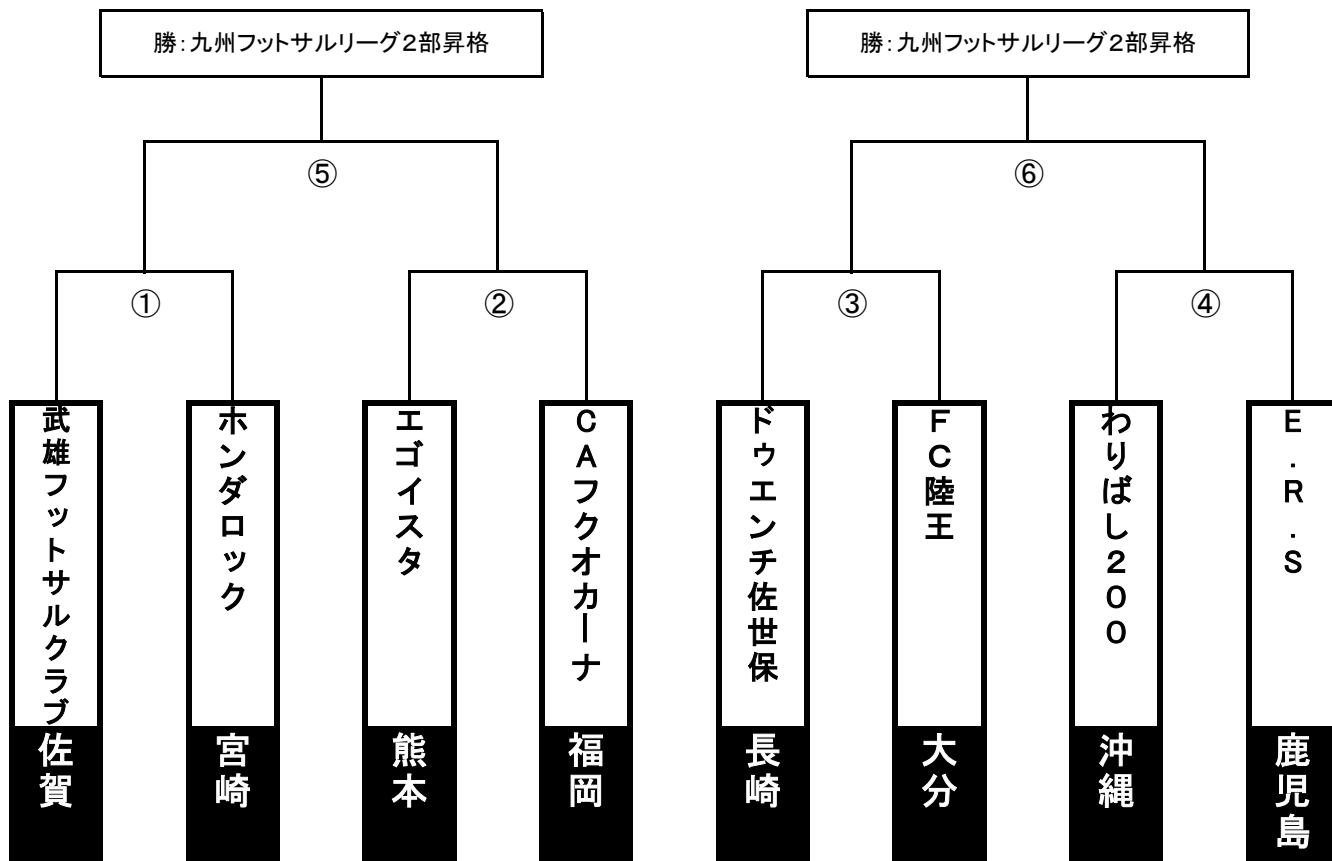 勝：九州フットサルリーグ２部昇格
勝：九州フットサルリーグ２部昇格
⑤
⑥
①
②
③
④
武雄フットサルクラブ
佐賀
ホンダロック
宮崎
エゴイスタ
熊本
ＣＡフクオカーナ
福岡
ドゥエンチ佐世保
長崎
ＦＣ陸王
大分
わりばし２００
沖縄
Ｅ．Ｒ．Ｓ
鹿児島